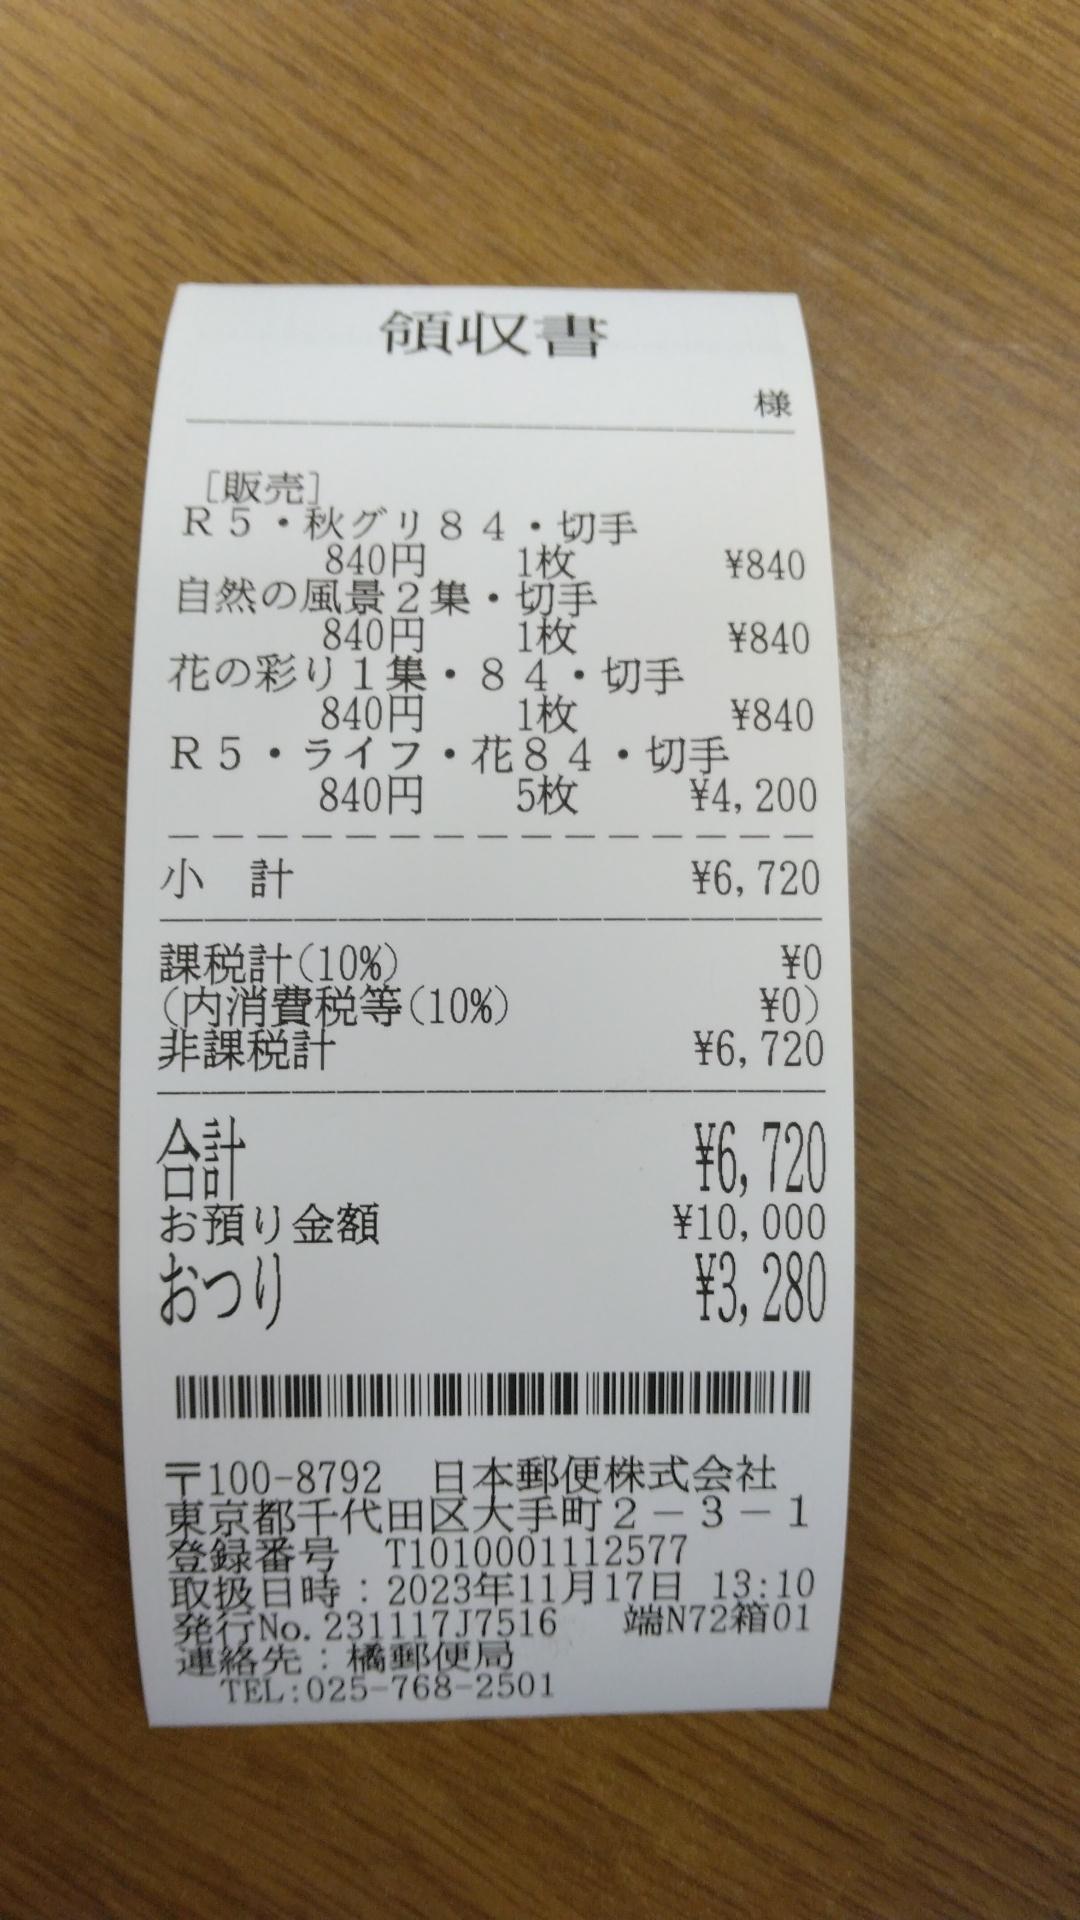 領収書
様
[販売]
R5・秋グリ84・切手
840円 1枚 ¥840
自然の風景2集・切手
840円 1枚 ¥840
花の彩り1集・84・切手
840円 1枚 ¥840
R5・ライフ・花84・切手
840円 5枚 ¥4,200
小 計 ¥6,720
課税計(10%) ¥0
(内消費税等(10%) ¥0)
非課税計 ¥6,720
合計 ¥6,720
お預り金額 ¥10,000
おつり ¥3,280
〒100-8792 日本郵便株式会社
東京都千代田区大手町2-3-1
登録番号 T1010001112577
取扱日時:2023年11月17日 13:10
発行No.231117J7516 端N72箱01
連絡先:橘郵便局
TEL:025-768-2501